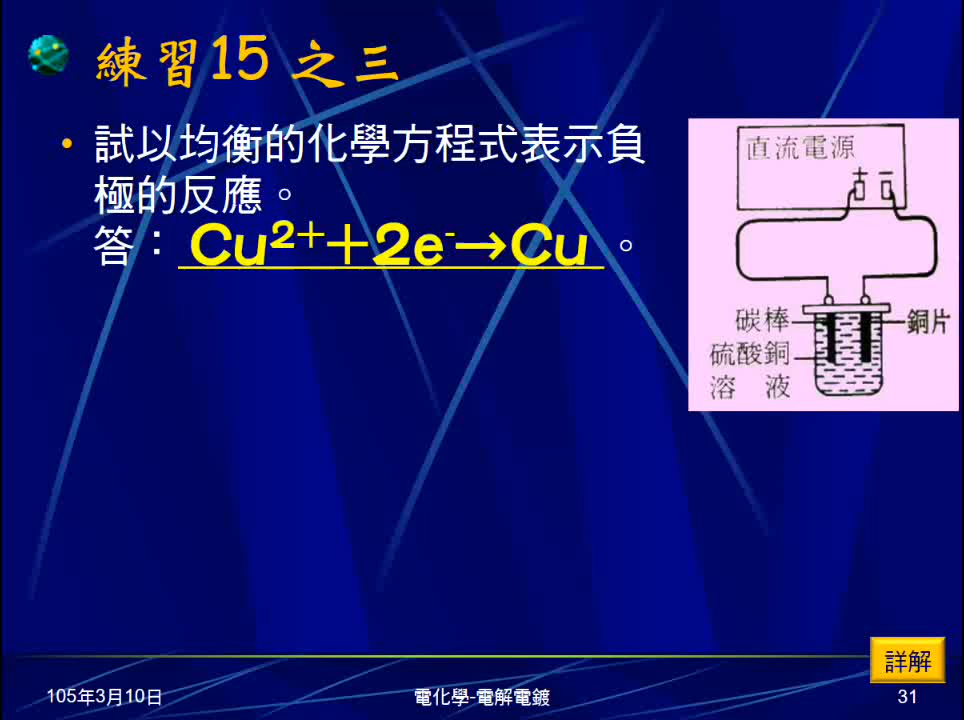 練習15 之三
• 試以均衡的化學方程式表示負
極的反應。
答：Cu²⁺＋2e⁻→Cu。
直流電源
＋ －
碳棒
銅片
硫酸銅
溶 液
詳解
105年3月10日
電化學-電解電鍍
31